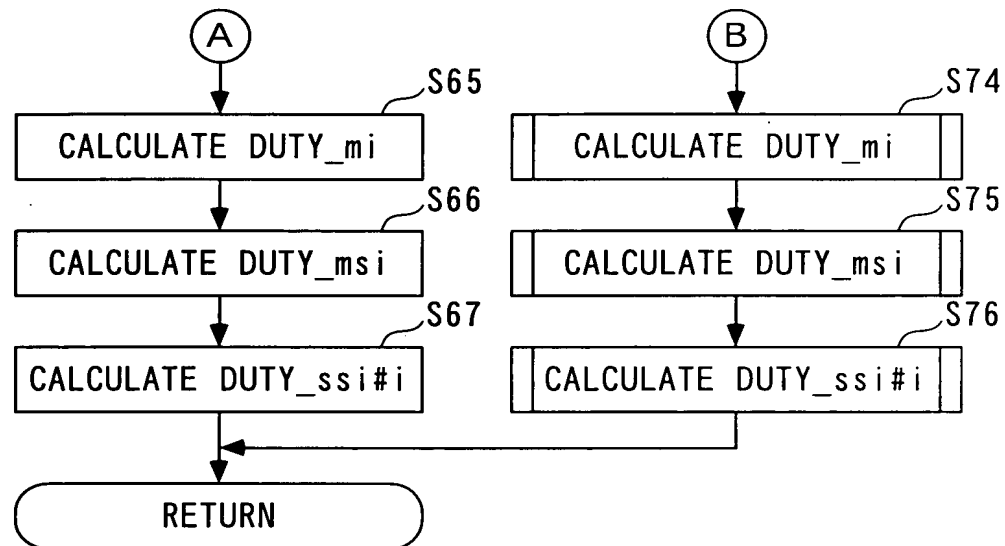 A
S65
CALCULATE DUTY_mi
S66
CALCULATE DUTY_msi
S67
CALCULATE DUTY_ssi#i
RETURN
B
S74
CALCULATE DUTY_mi
S75
CALCULATE DUTY_msi
S76
CALCULATE DUTY_ssi#i